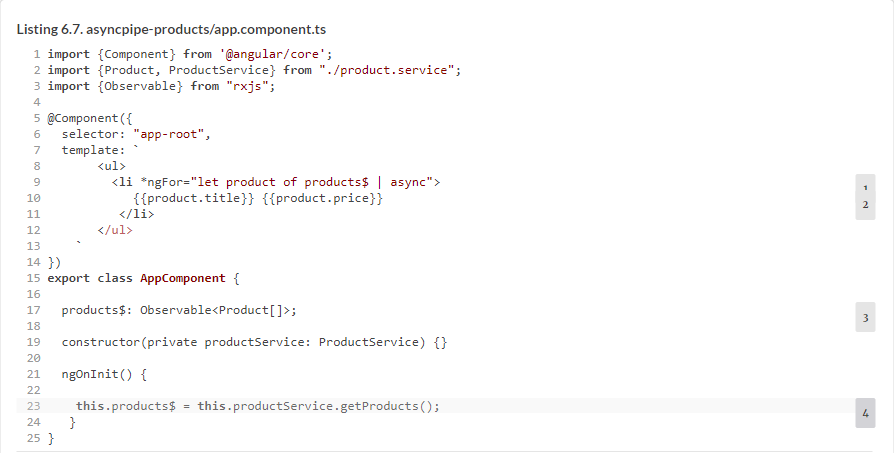 Listing 6.7. asyncpipe-products/app.component.ts
1 import {Component} from '@angular/core';
2 import {Product, ProductService} from "./product.service";
3 import {Observable} from "rxjs";
4
5 @Component({
6   selector: "app-root",
7   template: `
8        <ul>
9          <li *ngFor="let product of products$ | async">
1
10             {{product.title}} {{product.price}}
2
11           </li>
12        </ul>
13     `
14 })
15 export class AppComponent {
16
17   products$: Observable<Product[]>;
3
18
19   constructor(private productService: ProductService) {}
20
21   ngOnInit() {
22
23     this.products$ = this.productService.getProducts();
4
24    }
25 }